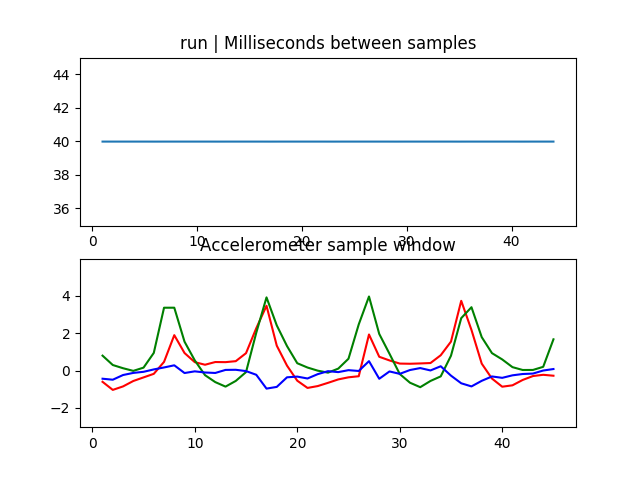 run | Milliseconds between samples
44
42
40
38
36
0 10 20 30 40
Accelerometer sample window
4
2
0
−2
0 10 20 30 40